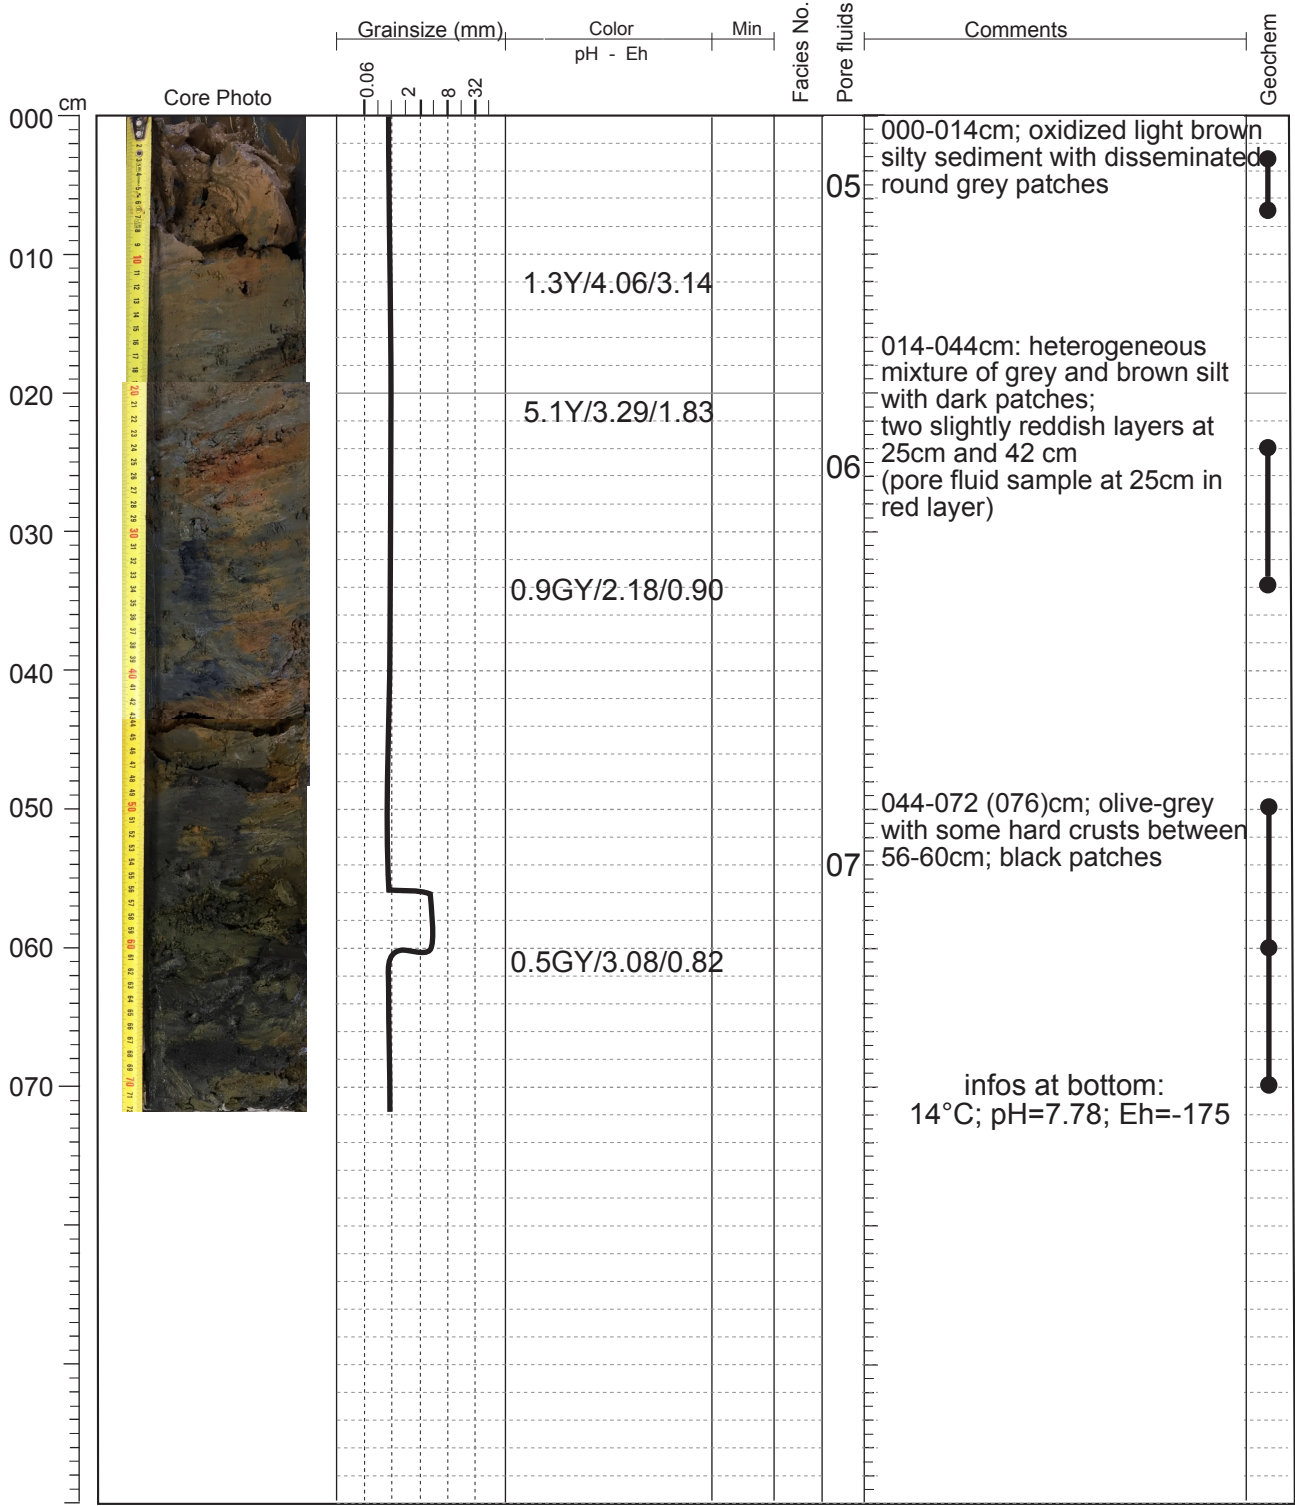 Grainsize (mm)
Color
Min
pH - Eh
Facies No.
Pore fluids
Comments
Geochem
cm
Core Photo
0.06
2
8
32
000
010
020
030
040
050
060
070
000-014cm; oxidized light brown
silty sediment with disseminated
round grey patches
05
1.3Y/4.06/3.14
014-044cm: heterogeneous
mixture of grey and brown silt
with dark patches;
two slightly reddish layers at
25cm and 42 cm
(pore fluid sample at 25cm in
red layer)
5.1Y/3.29/1.83
06
0.9GY/2.18/0.90
044-072 (076)cm; olive-grey
with some hard crusts between
56-60cm; black patches
07
0.5GY/3.08/0.82
infos at bottom:
14°C; pH=7.78; Eh=-175